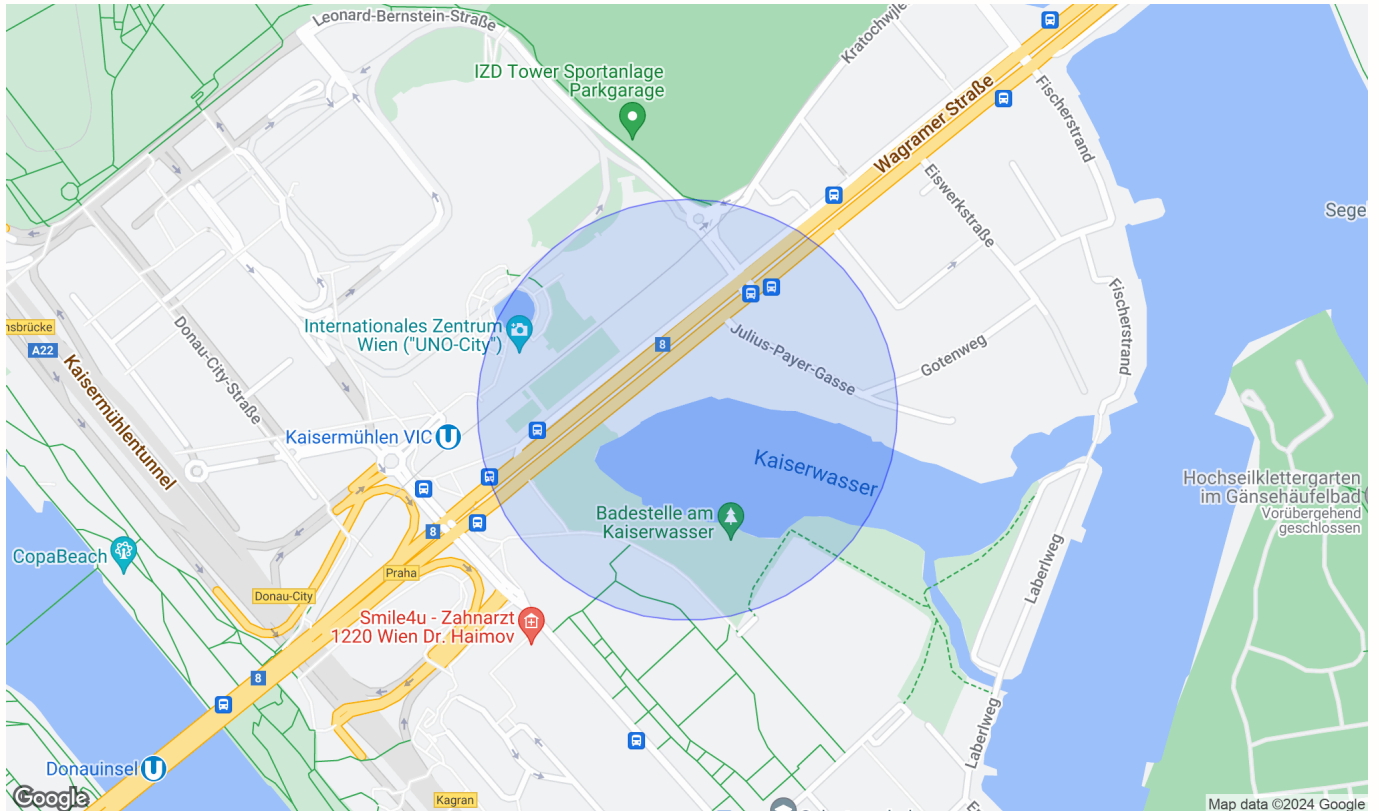 Leonard-Bernstein-Straße
IZD Tower Sportanlage
Parkgarage
Wagramer Straße
Fischerstrand
Eiswerkstraße
Sege
nsbrücke
A22
Kaisermühlentunnel
Donau-City-Straße
Internationales Zentrum
Wien ("UNO-City")
8
Julius-Payer-Gasse
Gotenweg
Fischerstrand
Kaisermühlen VIC
U
Kaiserwasser
Badestelle am
Kaiserwasser
Hochseilklettergarten
im Gänsehäufelbad
Vorübergehend
geschlossen
8
CopaBeach
Praha
Donau-City
Smile4u - Zahnarzt
1220 Wien Dr. Haimov
Laberlweg
8
Laberlweg
Donauinsel
U
Kagran
Google
Map data ©2024 Google